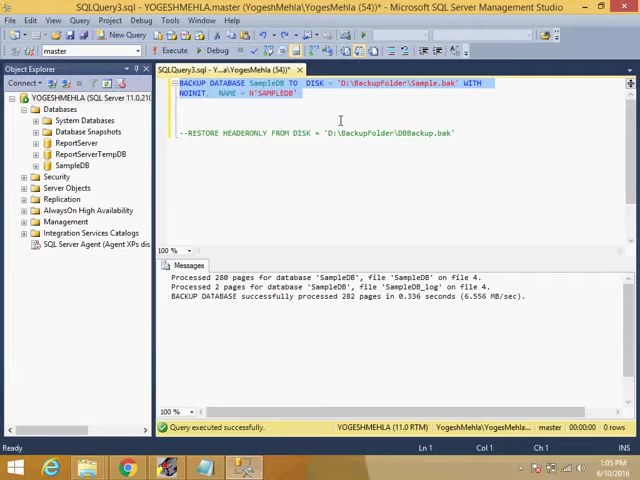 SQLQuery3.sql - YOGESHMEHLA.master (YogeshMehla\YogesMehla (54))* - Microsoft SQL Server Management Studio
File Edit View Query Project Debug Tools Window Help
New Query
master
Execute
Debug
Object Explorer
Connect
YOGESHMEHLA (SQL Server 11.0.210
Databases
System Databases
Database Snapshots
ReportServer
ReportServerTempDB
SampleDB
Security
Server Objects
Replication
AlwaysOn High Availability
Management
Integration Services Catalogs
SQL Server Agent (Agent XPs dis
SQLQuery3.sql - Y...a\YogesMehla (54))*
BACKUP DATABASE SampleDB TO DISK = 'D:\BackupFolder\Sample.bak' WITH
NOINIT, NAME = N'SAMPLEDB'
--RESTORE HEADERONLY FROM DISK = 'D:\BackupFolder\DBBackup.bak'
100 %
Messages
Processed 280 pages for database 'SampleDB', file 'SampleDB' on file 4.
Processed 2 pages for database 'SampleDB', file 'SampleDB_log' on file 4.
BACKUP DATABASE successfully processed 282 pages in 0.336 seconds (6.556 MB/sec).
100 %
Query executed successfully.
YOGESHMEHLA (11.0 RTM)
YogeshMehla\YogesMehla...
master
00:00:00
0 rows
Ln 1
Col 1
Ch 1
INS
1:05 PM
6/10/2016